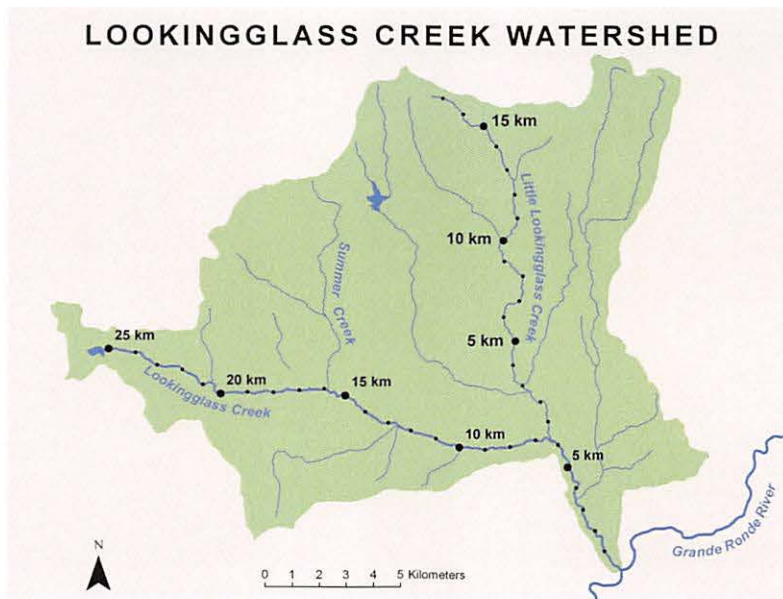 LOOKINGGLASS CREEK WATERSHED
15 km
Little Lookingglass Creek
10 km
Summer Creek
5 km
25 km
20 km
15 km
Lookingglass Creek
10 km
5 km
Grande Ronde River
N
0 1 2 3 4 5 Kilometers